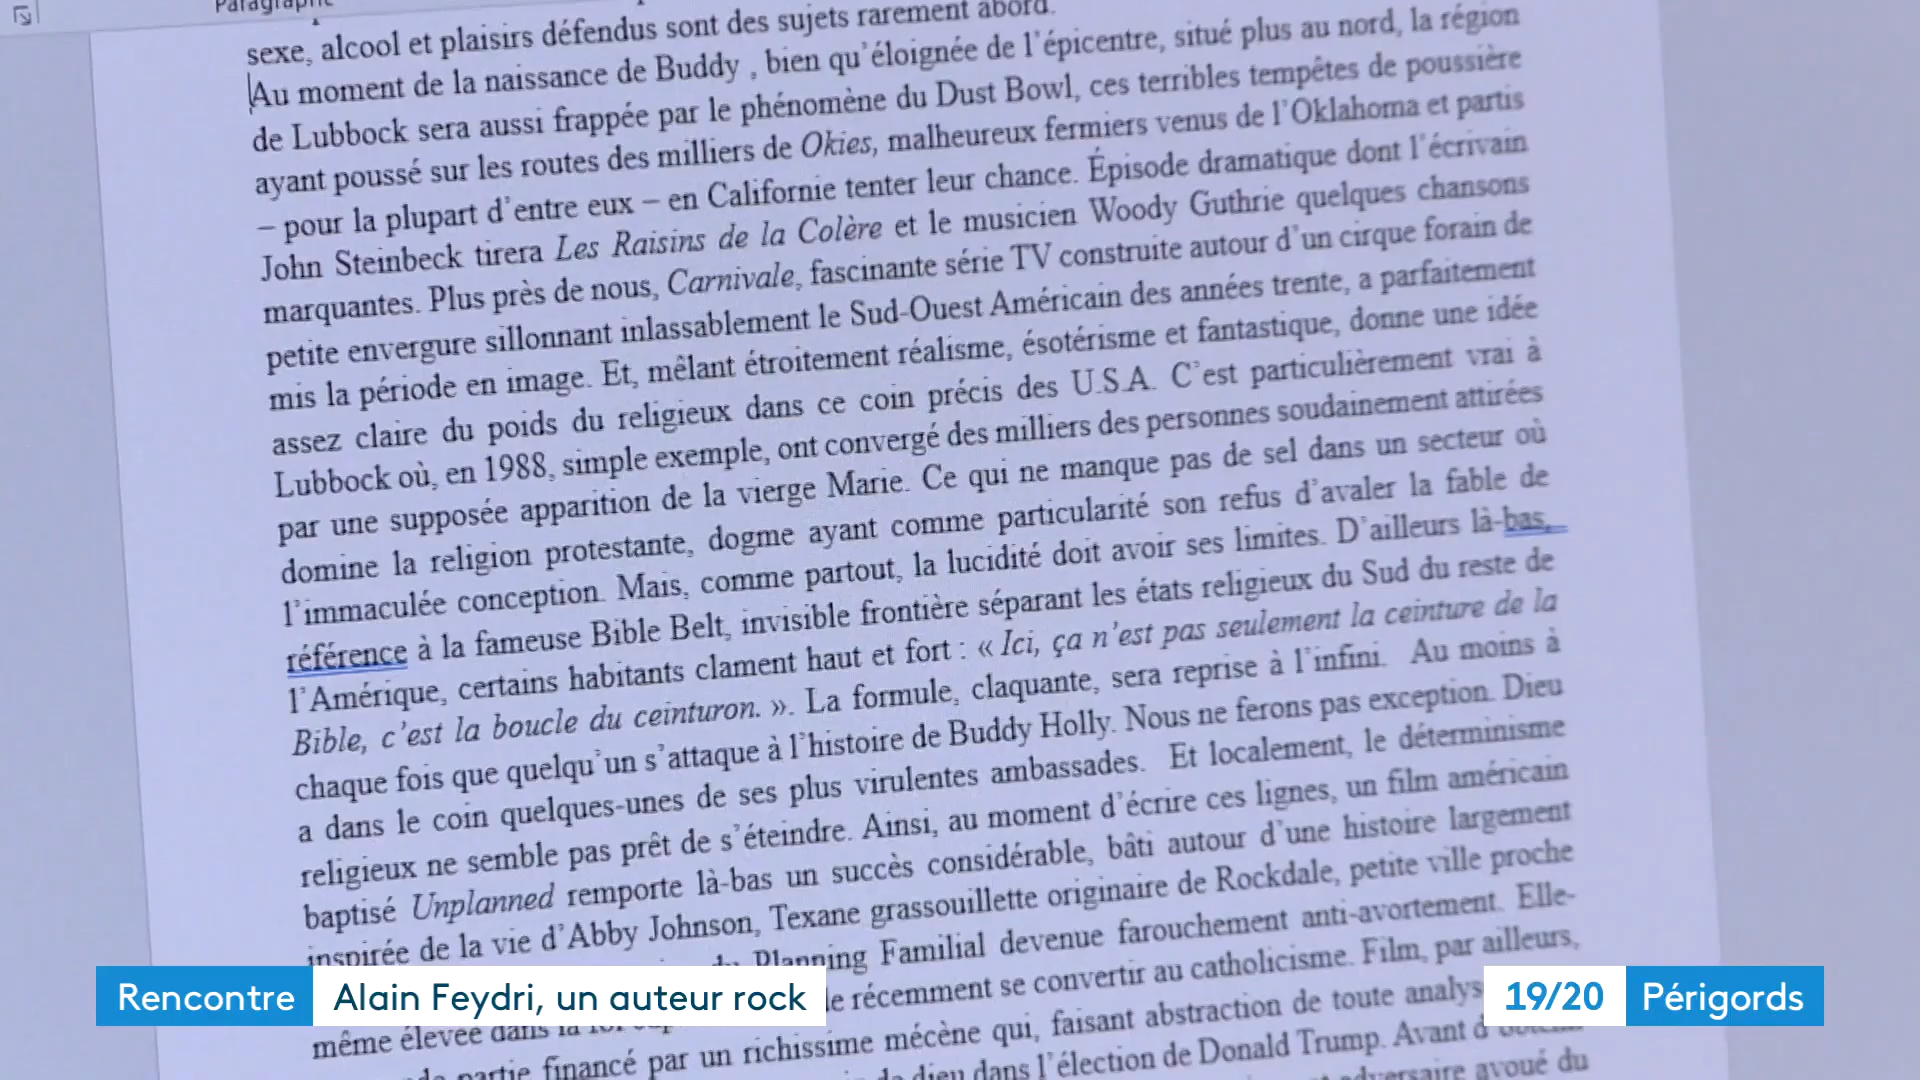 Paragraphe
sexe, alcool et plaisirs défendus sont des sujets rarement abord.
Au moment de la naissance de Buddy , bien qu'éloignée de l'épicentre, situé plus au nord, la région
de Lubbock sera aussi frappée par le phénomène du Dust Bowl, ces terribles tempêtes de poussière
ayant poussé sur les routes des milliers de Okies, malheureux fermiers venus de l'Oklahoma et partis
– pour la plupart d'entre eux – en Californie tenter leur chance. Épisode dramatique dont l'écrivain
John Steinbeck tirera Les Raisins de la Colère et le musicien Woody Guthrie quelques chansons
marquantes. Plus près de nous, Carnivale, fascinante série TV construite autour d'un cirque forain de
petite envergure sillonnant inlassablement le Sud-Ouest Américain des années trente, a parfaitement
mis la période en image. Et, mêlant étroitement réalisme, ésotérisme et fantastique, donne une idée
assez claire du poids du religieux dans ce coin précis des U.S.A. C'est particulièrement vrai à
Lubbock où, en 1988, simple exemple, ont convergé des milliers des personnes soudainement attirées
par une supposée apparition de la vierge Marie. Ce qui ne manque pas de sel dans un secteur où
domine la religion protestante, dogme ayant comme particularité son refus d'avaler la fable de
l'immaculée conception. Mais, comme partout, la lucidité doit avoir ses limites. D'ailleurs là-bas,
référence à la fameuse Bible Belt, invisible frontière séparant les états religieux du Sud du reste de
l'Amérique, certains habitants clament haut et fort : « Ici, ça n'est pas seulement la ceinture de la
Bible, c'est la boucle du ceinturon. ». La formule, claquante, sera reprise à l'infini. Au moins à
chaque fois que quelqu'un s'attaque à l'histoire de Buddy Holly. Nous ne ferons pas exception. Dieu
a dans le coin quelques-unes de ses plus virulentes ambassades. Et localement, le déterminisme
religieux ne semble pas prêt de s'éteindre. Ainsi, au moment d'écrire ces lignes, un film américain
baptisé Unplanned remporte là-bas un succès considérable, bâti autour d'une histoire largement
inspirée de la vie d'Abby Johnson, Texane grassouillette originaire de Rockdale, petite ville proche
Planning Familial devenue farouchement anti-avortement. Elle-
même élevée dans la récemment se convertir au catholicisme. Film, par ailleurs,
partie financé par un richissime mécène qui, faisant abstraction de toute
dieu dans l'élection de Donald Trump. Avant
adversaire avoué du
Rencontre
Alain Feydri, un auteur rock
19/20
Périgords